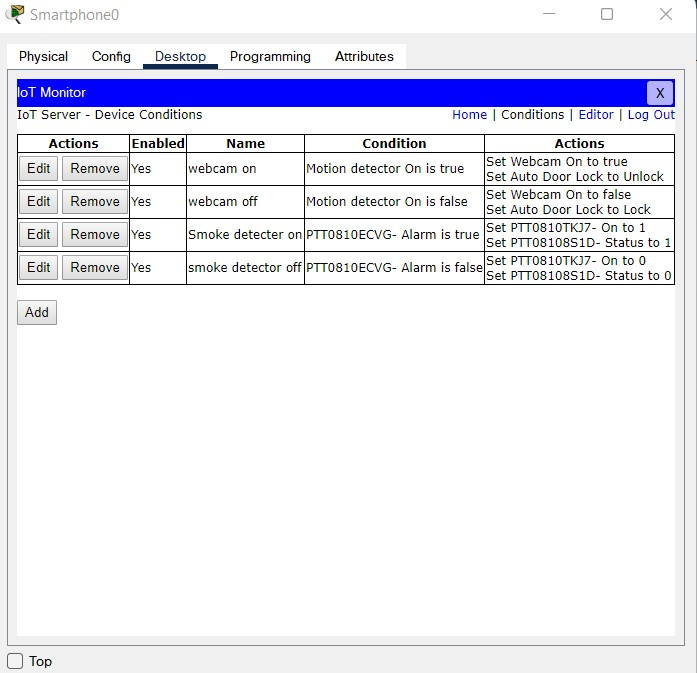 Smartphone0
Physical Config Desktop Programming Attributes
IoT Monitor X
IoT Server - Device Conditions Home | Conditions | Editor | Log Out
Actions Enabled Name Condition Actions
Edit Remove Yes webcam on Motion detector On is true Set Webcam On to true
Set Auto Door Lock to Unlock
Edit Remove Yes webcam off Motion detector On is false Set Webcam On to false
Set Auto Door Lock to Lock
Edit Remove Yes Smoke detecter on PTT0810ECVG- Alarm is true Set PTT0810TKJ7- On to 1
Set PTT08108S1D- Status to 1
Edit Remove Yes smoke detector off PTT0810ECVG- Alarm is false Set PTT0810TKJ7- On to 0
Set PTT08108S1D- Status to 0
Add
Top